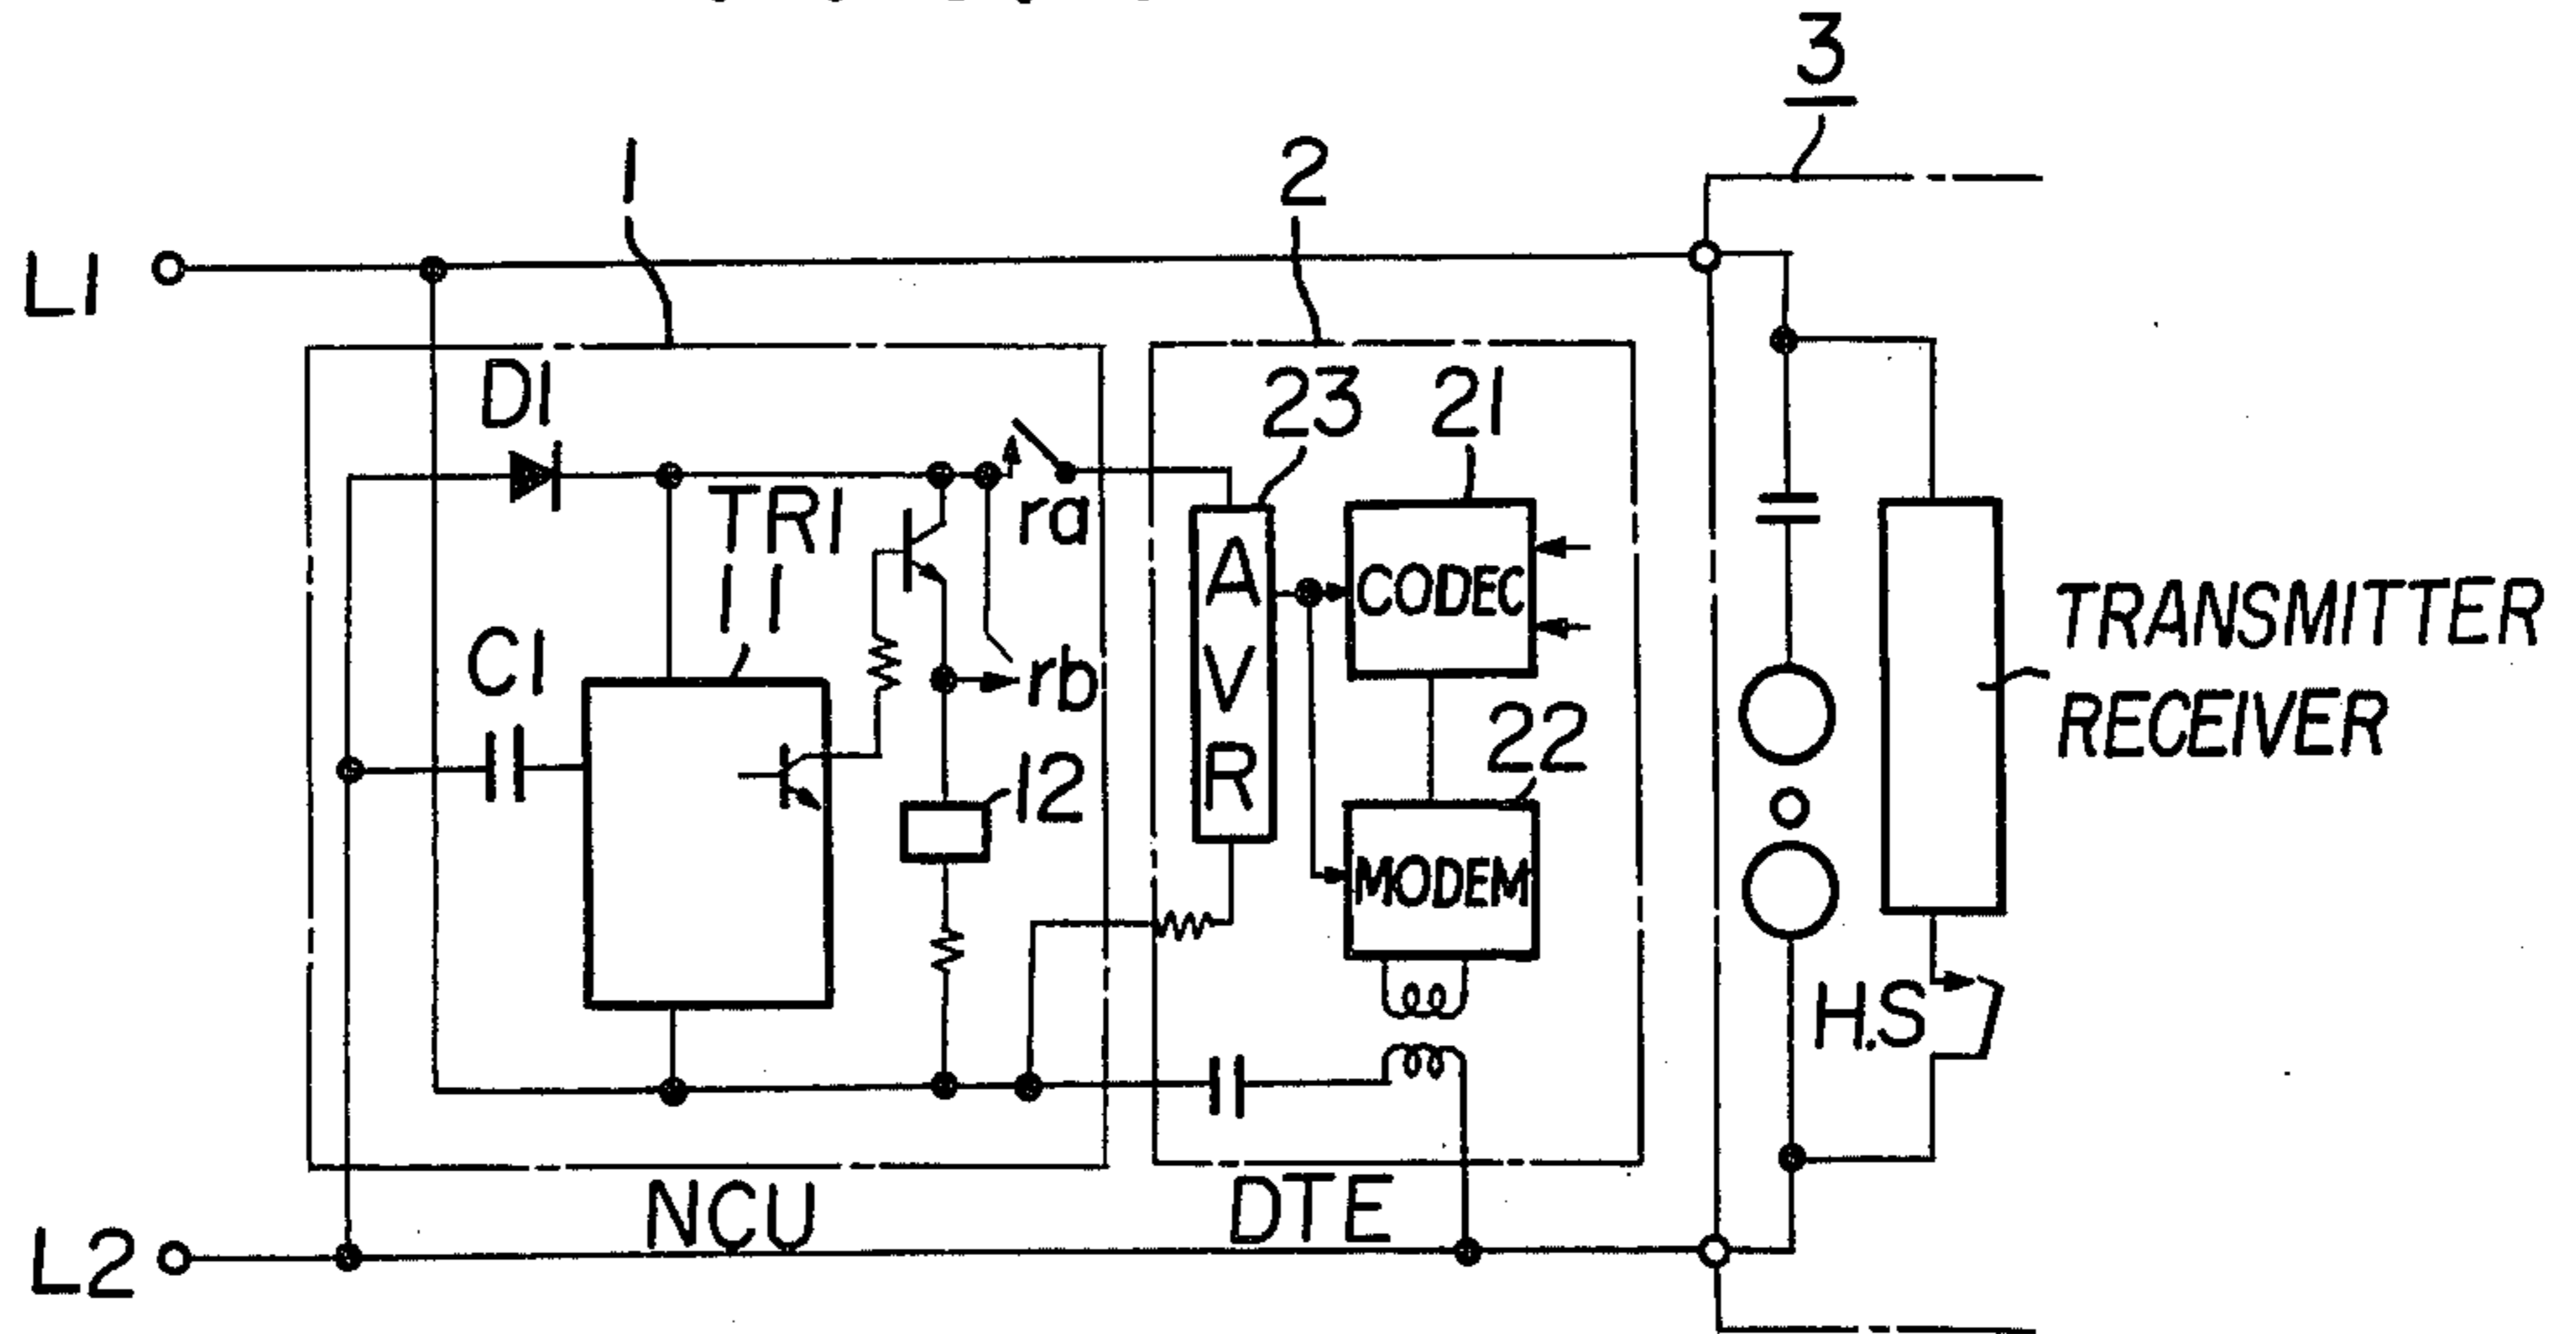 3
1
2
L1
D1
23
21
TR1
ra
11
AVR
CODEC
C1
rb
TRANSMITTER
RECEIVER
22
12
MODEM
H.S
NCU
DTE
L2